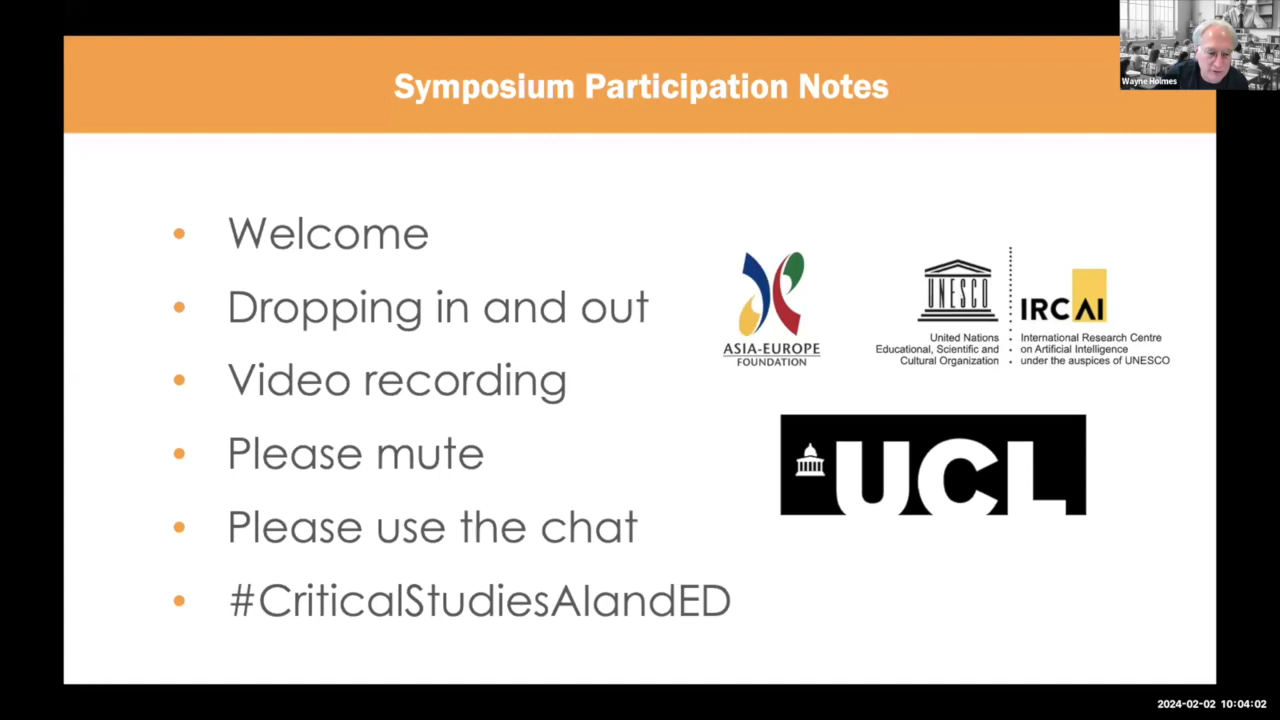 Symposium Participation Notes
Wayne Holmes
Welcome
Dropping in and out
Video recording
Please mute
Please use the chat
#CriticalStudiesAIandED
ASIA-EUROPE
FOUNDATION
UNESCO
United Nations
Educational, Scientific and
Cultural Organization
IRCAI
International Research Centre
on Artificial Intelligence
under the auspices of UNESCO
UCL
2024-02-02 10:04:02